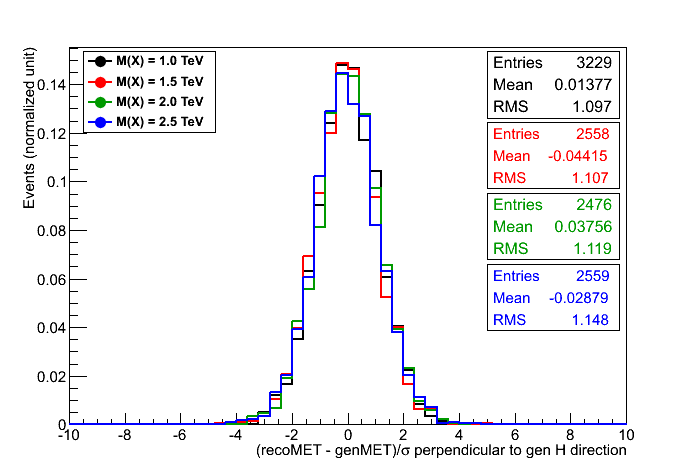 Events (normalized unit)
0.14
0.12
0.1
0.08
0.06
0.04
0.02
0
M(X) = 1.0 TeV
M(X) = 1.5 TeV
M(X) = 2.0 TeV
M(X) = 2.5 TeV
Entries 3229
Mean 0.01377
RMS 1.097
Entries 2558
Mean -0.04415
RMS 1.107
Entries 2476
Mean 0.03756
RMS 1.119
Entries 2559
Mean -0.02879
RMS 1.148
-10 -8 -6 -4 -2 0 2 4 6 8 10
(recoMET - genMET)/σ perpendicular to gen H direction